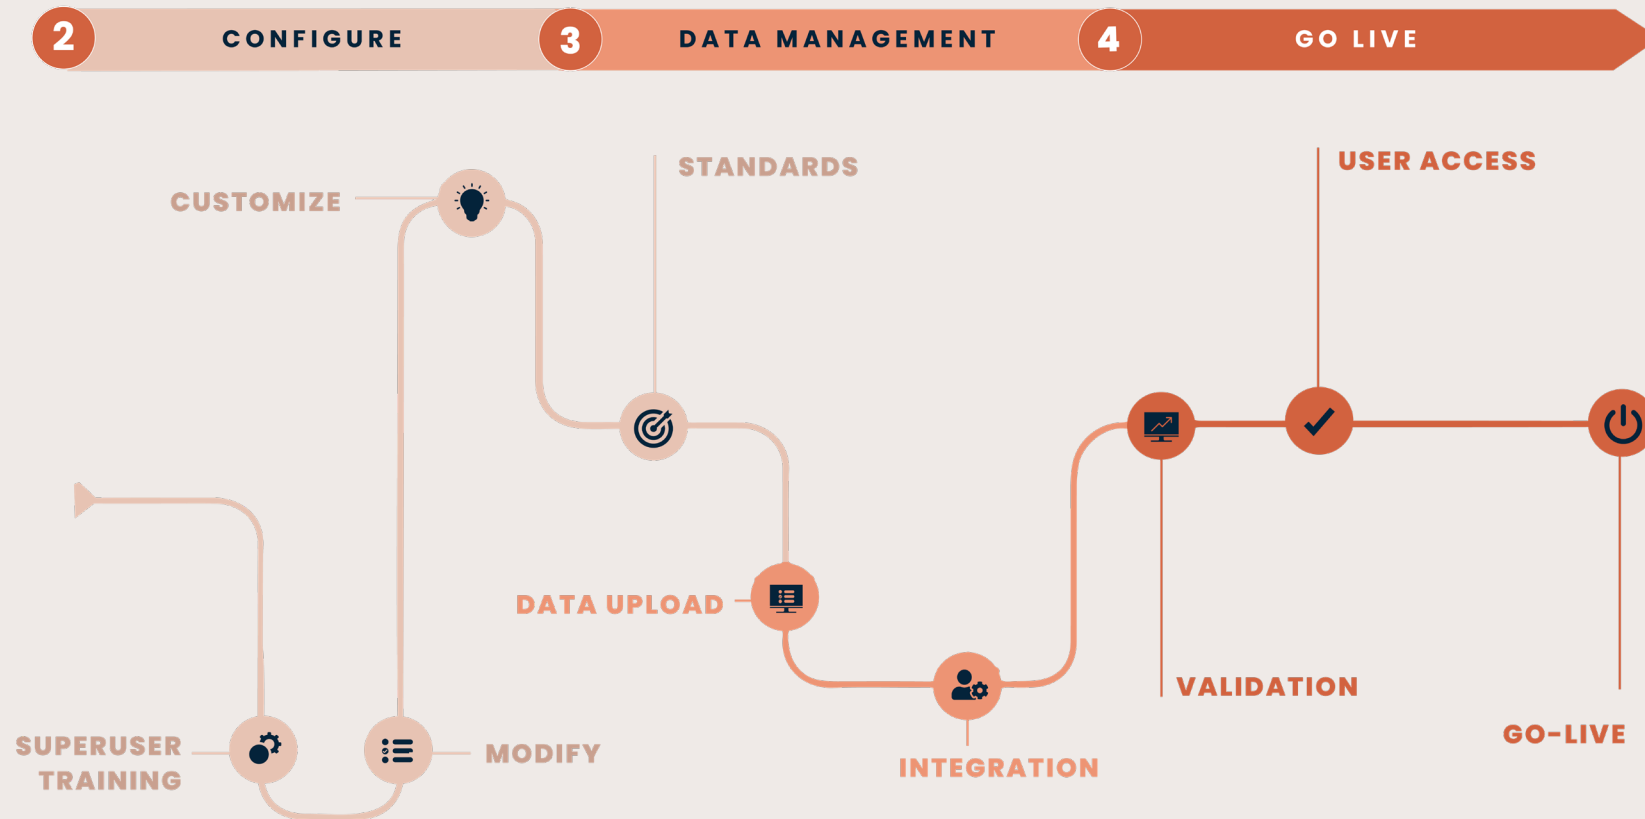 2
CONFIGURE
3
DATA MANAGEMENT
4
GO LIVE
CUSTOMIZE
STANDARDS
USER ACCESS
DATA UPLOAD
VALIDATION
GO-LIVE
SUPERUSER
TRAINING
MODIFY
INTEGRATION